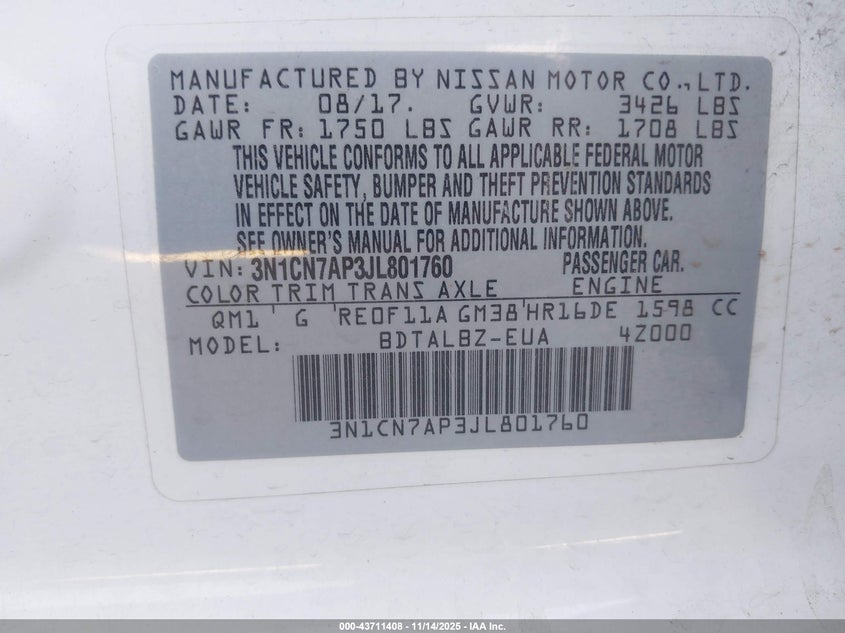 MANUFACTURED BY NISSAN MOTOR CO.,LTD.
DATE: 08/17. GVWR: 3426 LBS
GAWR FR: 1750 LBS GAWR RR: 1708 LBS
THIS VEHICLE CONFORMS TO ALL APPLICABLE FEDERAL MOTOR
VEHICLE SAFETY, BUMPER AND THEFT PREVENTION STANDARDS
IN EFFECT ON THE DATE OF MANUFACTURE SHOWN ABOVE.
SEE OWNER'S MANUAL FOR ADDITIONAL INFORMATION.
VIN: 3N1CN7AP3JL801760 PASSENGER CAR.
COLOR TRIM TRANS AXLE ENGINE
QM1 G RE0F11A GM38 HR16DE 1598 CC
MODEL: BDTALBZ-EUA 4Z000
3N1CN7AP3JL801760
000-43711408 - 11/14/2025 - IAA Inc.